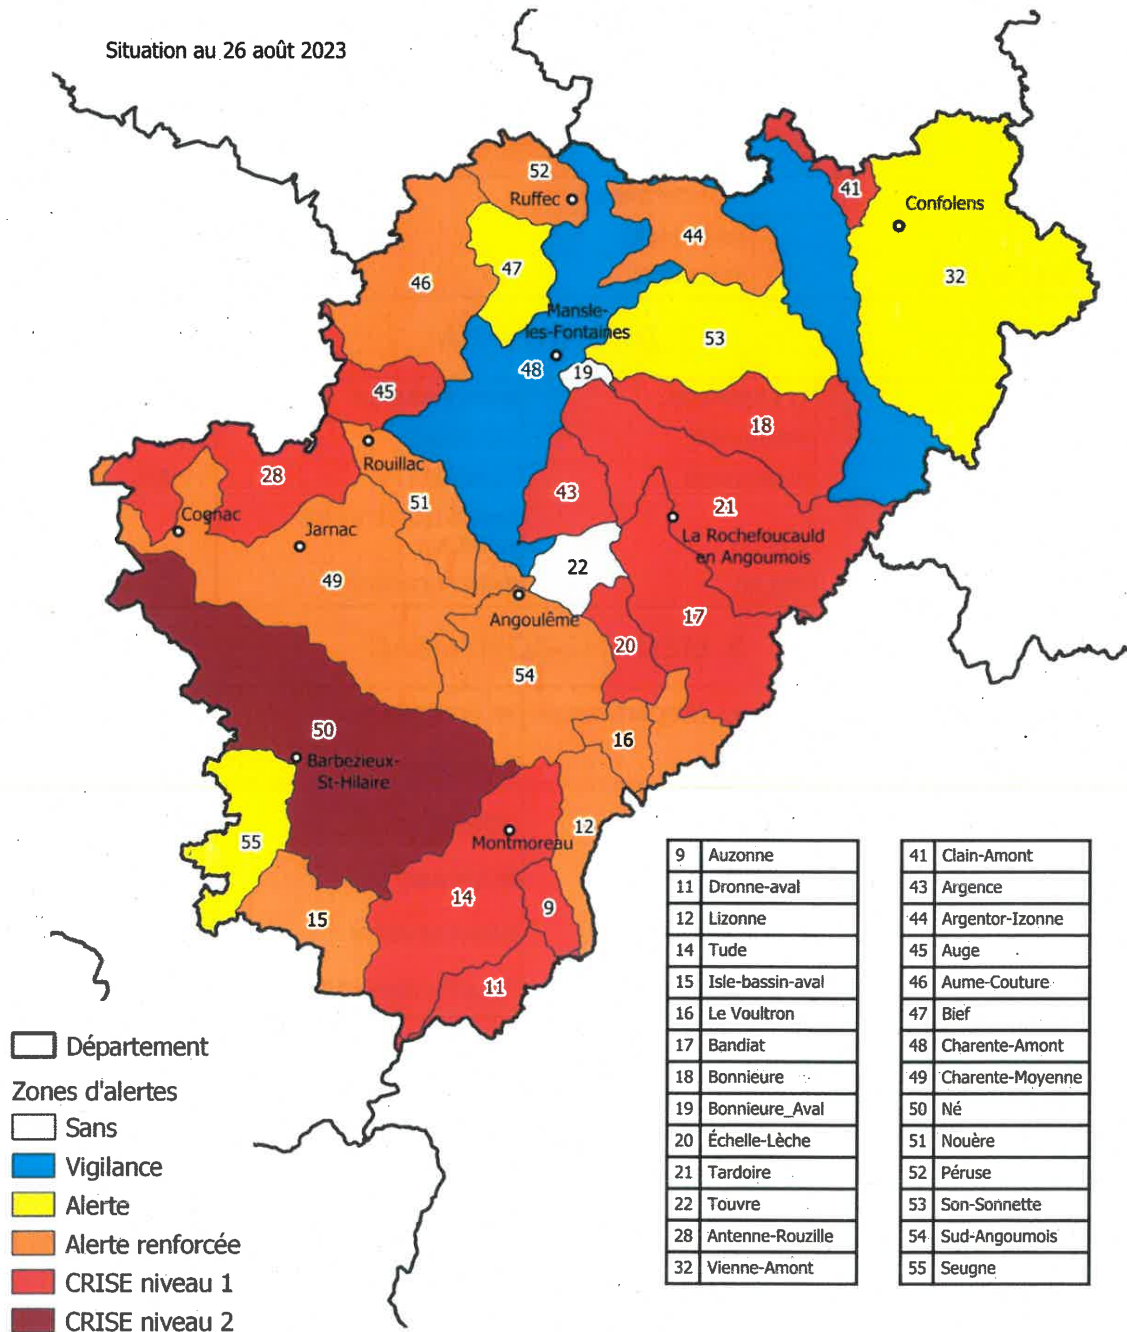 Situation au 26 août 2023
52
Ruffec
41
Confolens
44
47
46
32
Mansle-
les-Fontaines
53
48
19
45
18
Rouillac
28
43
51
21
Cognac
Jarnac
La Rochefoucauld
en Angoumois
49
22
Angoulême
17
20
54
50
16
Barbezieux-
St-Hilaire
55
12
Montmoreau
14
9
15
11
9 Auzonne
11 Dronne-aval
12 Lizonne
14 Tude
15 Isle-bassin-aval
16 Le Voultron
17 Bandiat
18 Bonnieure
19 Bonnieure_Aval
20 Échelle-Lèche
21 Tardoire
22 Touvre
28 Antenne-Rouzille
32 Vienne-Amont
41 Clain-Amont
43 Argence
44 Argentor-Izonne
45 Auge
46 Aume-Couture
47 Bief
48 Charente-Amont
49 Charente-Moyenne
50 Né
51 Nouère
52 Péruse
53 Son-Sonnette
54 Sud-Angoumois
55 Seugne
Département
Zones d'alertes
Sans
Vigilance
Alerte
Alerte renforcée
CRISE niveau 1
CRISE niveau 2